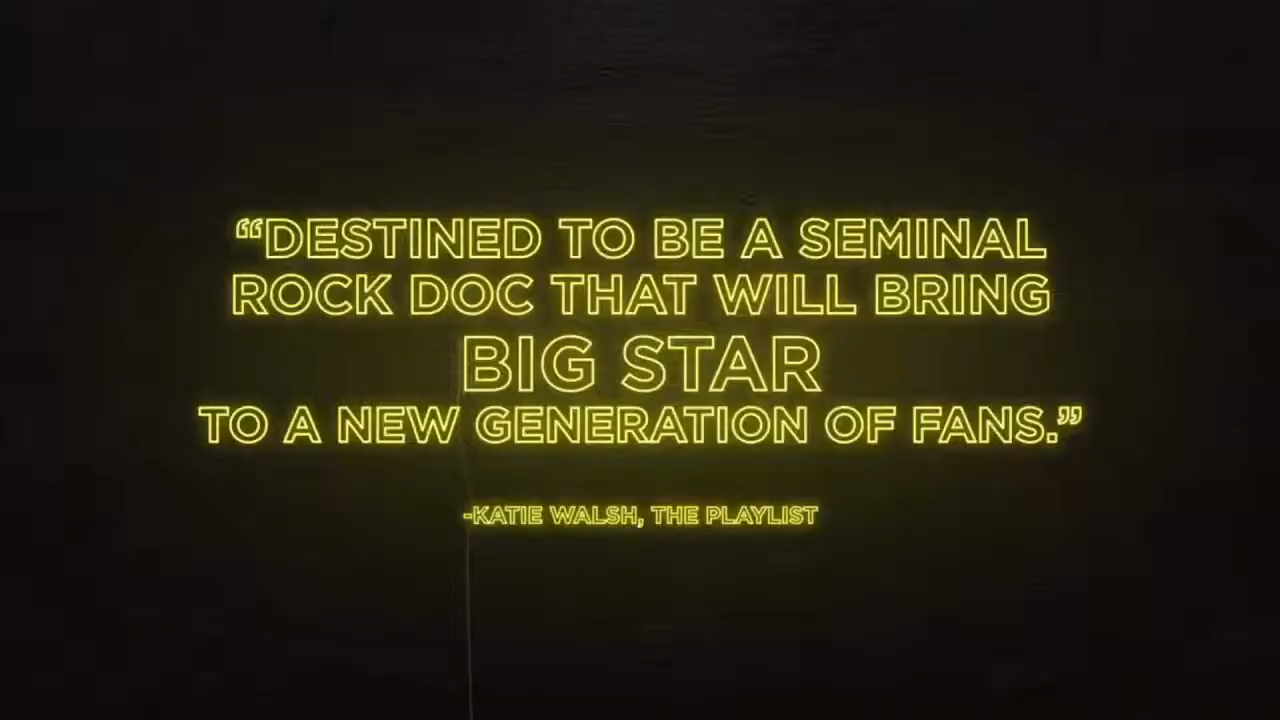 “DESTINED TO BE A SEMINAL
ROCK DOC THAT WILL BRING
BIG STAR
TO A NEW GENERATION OF FANS.”
-KATIE WALSH, THE PLAYLIST